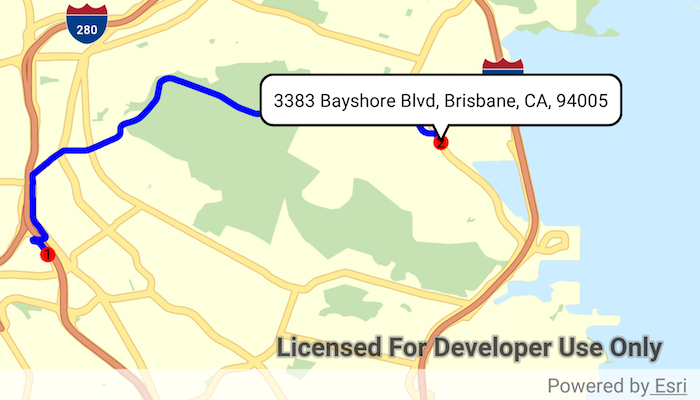 280
3383 Bayshore Blvd, Brisbane, CA, 94005
2
1
Licensed For Developer Use Only
Powered by Esri